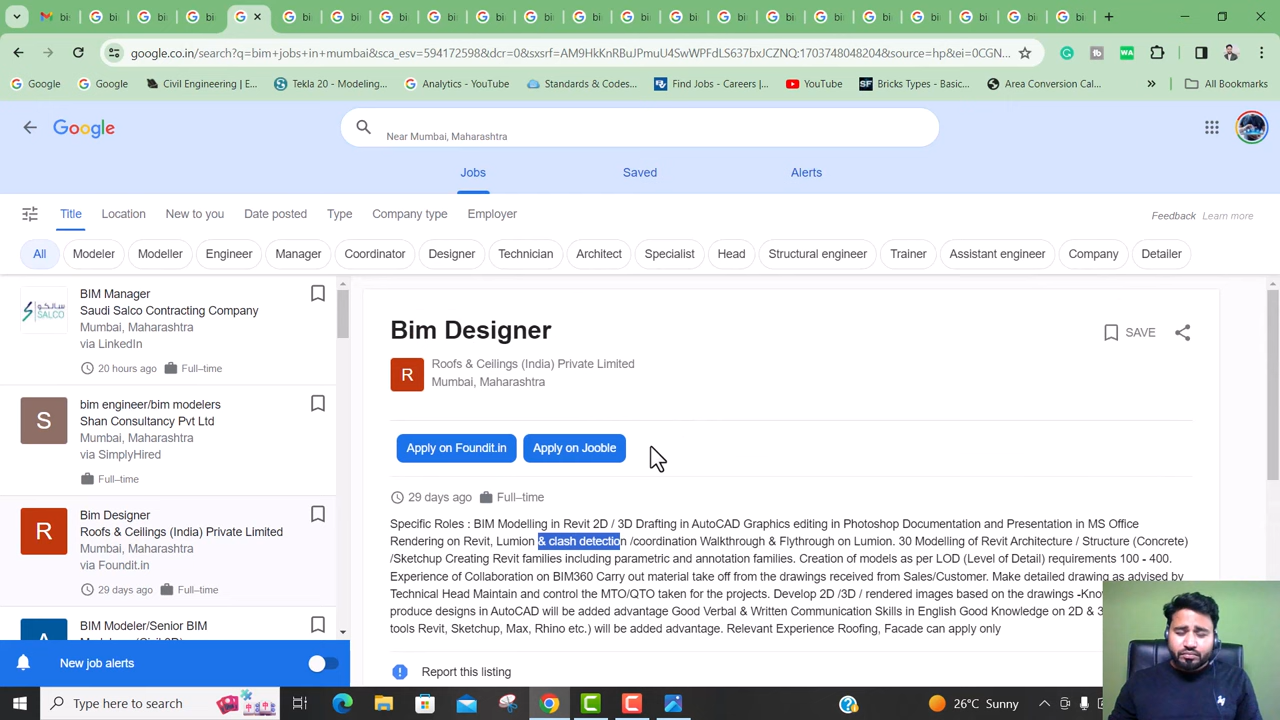 google.co.in/search?q=bim+jobs+in+mumbai&sca_esv=594172598&dcr=0&sxsrf=AM9HkKnRBuJPmuU4SwWPFdLS637bxJCZNQ:1703748048204&source=hp&ei=0CGN...
Google
Google
Civil Engineering | E...
Tekla 20 - Modeling...
Analytics - YouTube
Standards & Codes...
Find Jobs - Careers |...
YouTube
Bricks Types - Basic...
Area Conversion Cal...
All Bookmarks
Google
Near Mumbai, Maharashtra
Jobs
Saved
Alerts
Title
Location
New to you
Date posted
Type
Company type
Employer
Feedback
Learn more
All
Modeler
Modeller
Engineer
Manager
Coordinator
Designer
Technician
Architect
Specialist
Head
Structural engineer
Trainer
Assistant engineer
Company
Detailer
BIM Manager
Saudi Salco Contracting Company
Mumbai, Maharashtra
via LinkedIn
20 hours ago
Full–time
S
bim engineer/bim modelers
Shan Consultancy Pvt Ltd
Mumbai, Maharashtra
via SimplyHired
Full–time
R
Bim Designer
Roofs & Ceilings (India) Private Limited
Mumbai, Maharashtra
via Foundit.in
29 days ago
Full–time
BIM Modeler/Senior BIM
New job alerts
Bim Designer
SAVE
R
Roofs & Ceilings (India) Private Limited
Mumbai, Maharashtra
Apply on Foundit.in
Apply on Jooble
29 days ago
Full–time
Specific Roles : BIM Modelling in Revit 2D / 3D Drafting in AutoCAD Graphics editing in Photoshop Documentation and Presentation in MS Office
Rendering on Revit, Lumion & clash detection /coordination Walkthrough & Flythrough on Lumion. 30 Modelling of Revit Architecture / Structure (Concrete)
/Sketchup Creating Revit families including parametric and annotation families. Creation of models as per LOD (Level of Detail) requirements 100 - 400.
Experience of Collaboration on BIM360 Carry out material take off from the drawings received from Sales/Customer. Make detailed drawing as advised by
Technical Head Maintain and control the MTO/QTO taken for the projects. Develop 2D /3D / rendered images based on the drawings
produce designs in AutoCAD will be added advantage Good Verbal & Written Communication Skills in English Good Knowledge on 2D &
tools Revit, Sketchup, Max, Rhino etc.) will be added advantage. Relevant Experience Roofing, Facade can apply only
Report this listing
Type here to search
26°C Sunny